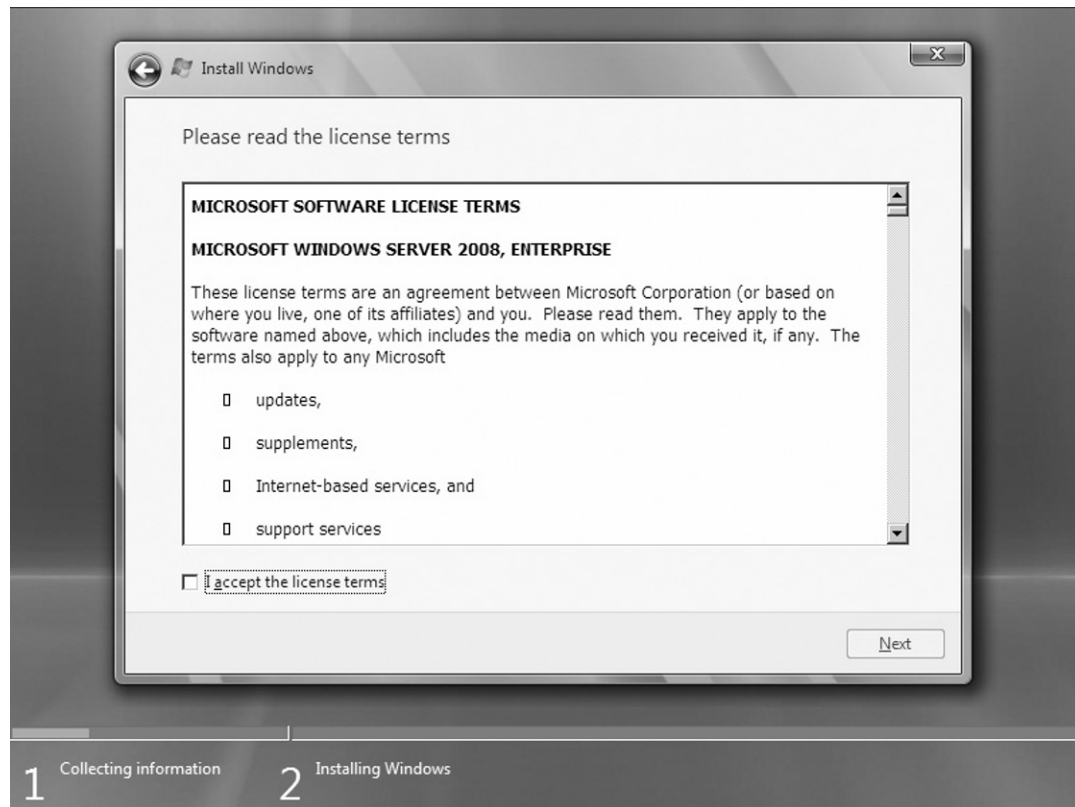 Install Windows
Please read the license terms
MICROSOFT SOFTWARE LICENSE TERMS
MICROSOFT WINDOWS SERVER 2008, ENTERPRISE
These license terms are an agreement between Microsoft Corporation (or based on
where you live, one of its affiliates) and you.  Please read them.  They apply to the
software named above, which includes the media on which you received it, if any.  The
terms also apply to any Microsoft
updates,
supplements,
Internet-based services, and
support services
I accept the license terms
Next
1 Collecting information
2 Installing Windows